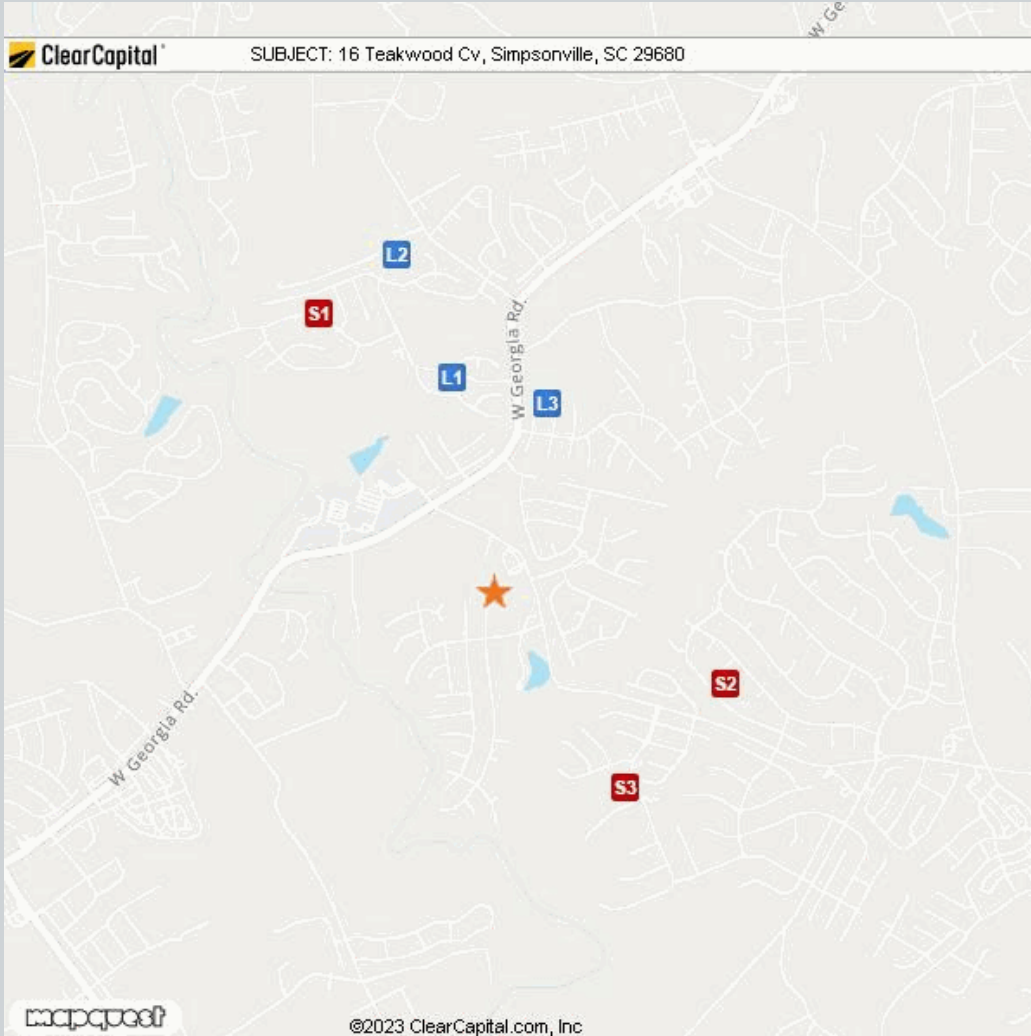 W Ge
ClearCapital
SUBJECT: 16 Teakwood Cv, Simpsonville, SC 29680
L2
S1
W Georgia Rd.
L1
L3
S2
W Georgia Rd.
S3
mapquest
©2023 ClearCapital.com, Inc